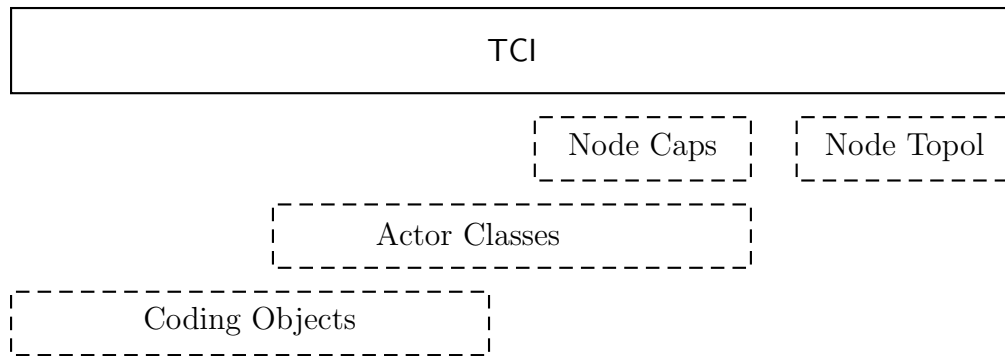 TCI
Node Caps
Node Topol
Actor Classes
Coding Objects